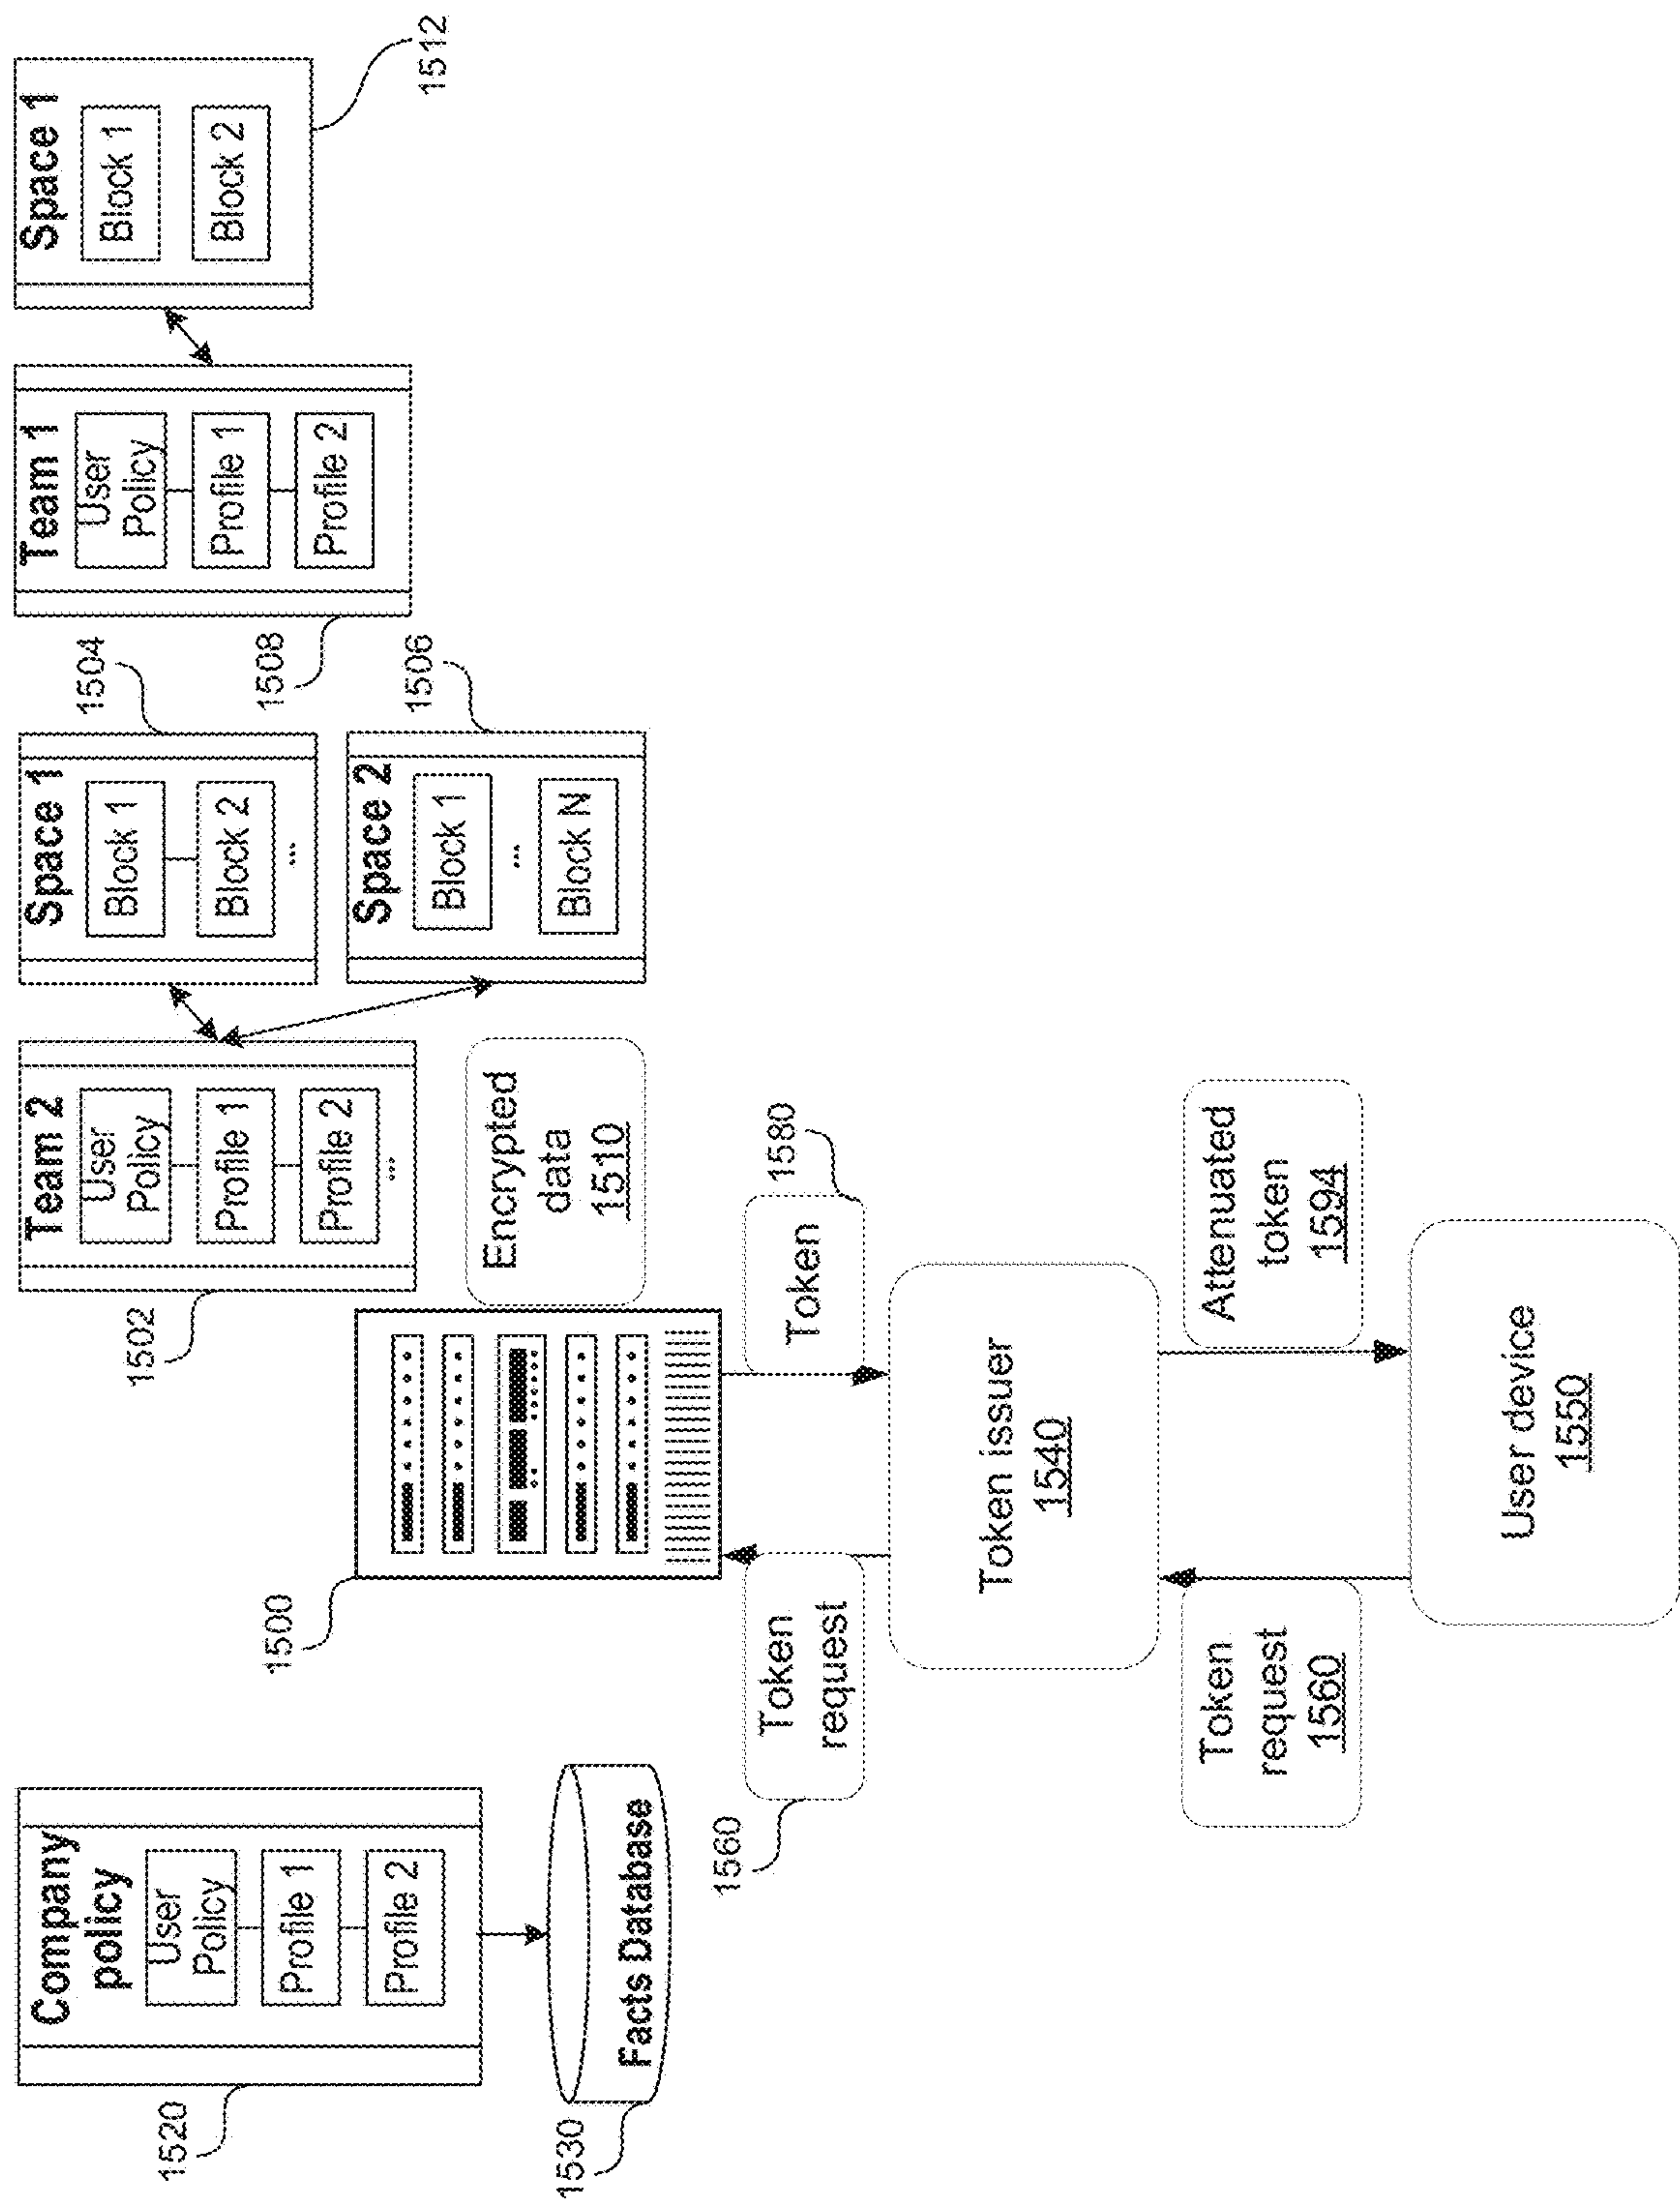 Company
policy
User
Policy
Profile 1
Profile 2
1520
Facts Database
1530
1500
Team 2
User
Policy
Profile 1
Profile 2
...
1502
Encrypted
data
1510
Space 1
Block 1
Block 2
...
1504
Space 2
Block 1
...
Block N
1506
Team 1
User
Policy
Profile 1
Profile 2
1508
Space 1
Block 1
Block 2
1512
Token
request
1560
Token
1580
Token issuer
1540
Token
request
1560
Attenuated
token
1594
User device
1550